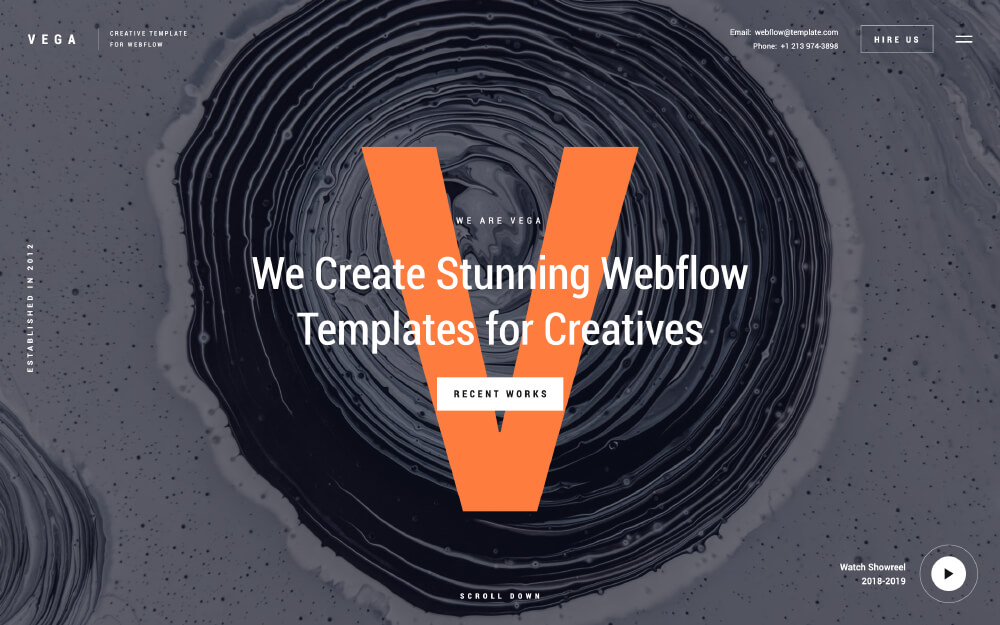 VEGA
CREATIVE TEMPLATE
FOR WEBFLOW
Email: webflow@template.com
Phone: +1 213 974-3898
HIRE US
V
WE ARE VEGA
We Create Stunning Webflow
Templates for Creatives
RECENT WORKS
ESTABLISHED IN 2012
Watch Showreel
2018-2019
SCROLL DOWN